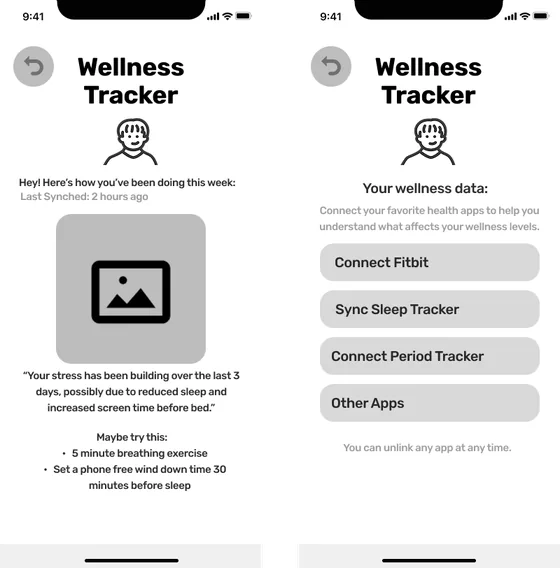 9:41
Wellness
Tracker
Hey! Here's how you've been doing this week:
Last Synched: 2 hours ago
“Your stress has been building over the last 3
days, possibly due to reduced sleep and
increased screen time before bed.”
Maybe try this:
• 5 minute breathing exercise
• Set a phone free wind down time 30
minutes before sleep
9:41
Wellness
Tracker
Your wellness data:
Connect your favorite health apps to help you
understand what affects your wellness levels.
Connect Fitbit
Sync Sleep Tracker
Connect Period Tracker
Other Apps
You can unlink any app at any time.